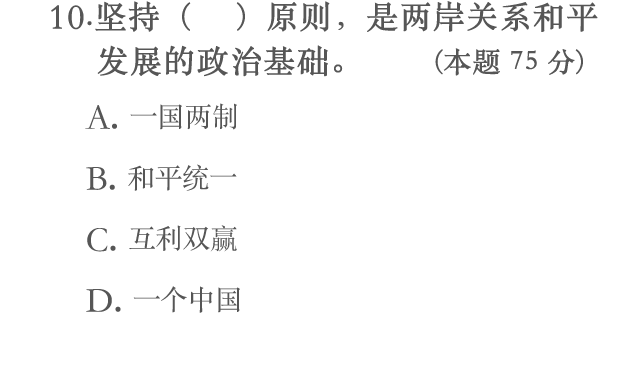 10.坚持（　）原则，是两岸关系和平
发展的政治基础。　　（本题 75 分）
A. 一国两制
B. 和平统一
C. 互利双赢
D. 一个中国